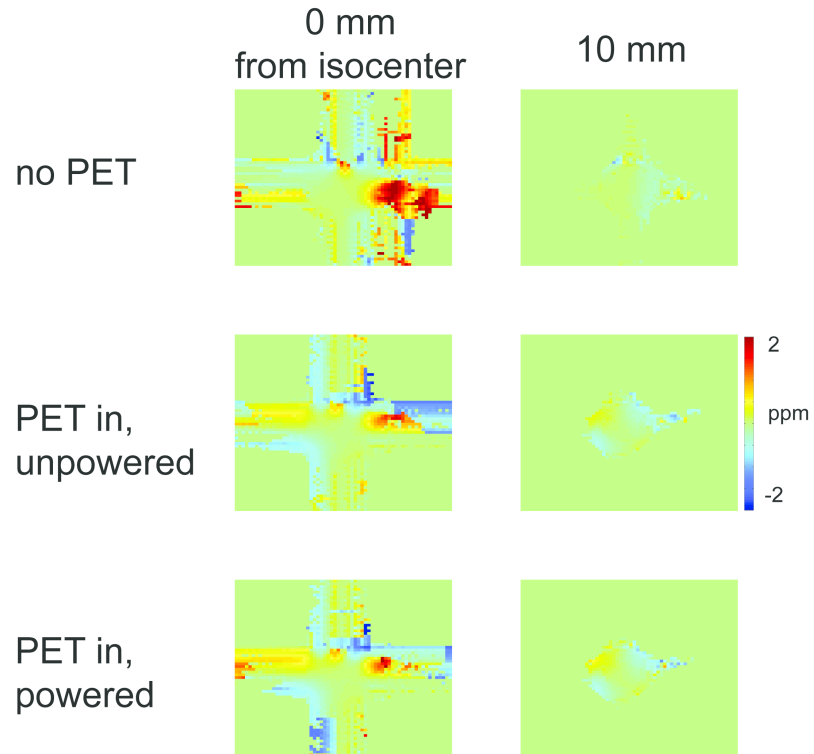 0 mm
from isocenter
10 mm
no PET
PET in,
unpowered
2
ppm
-2
PET in,
powered